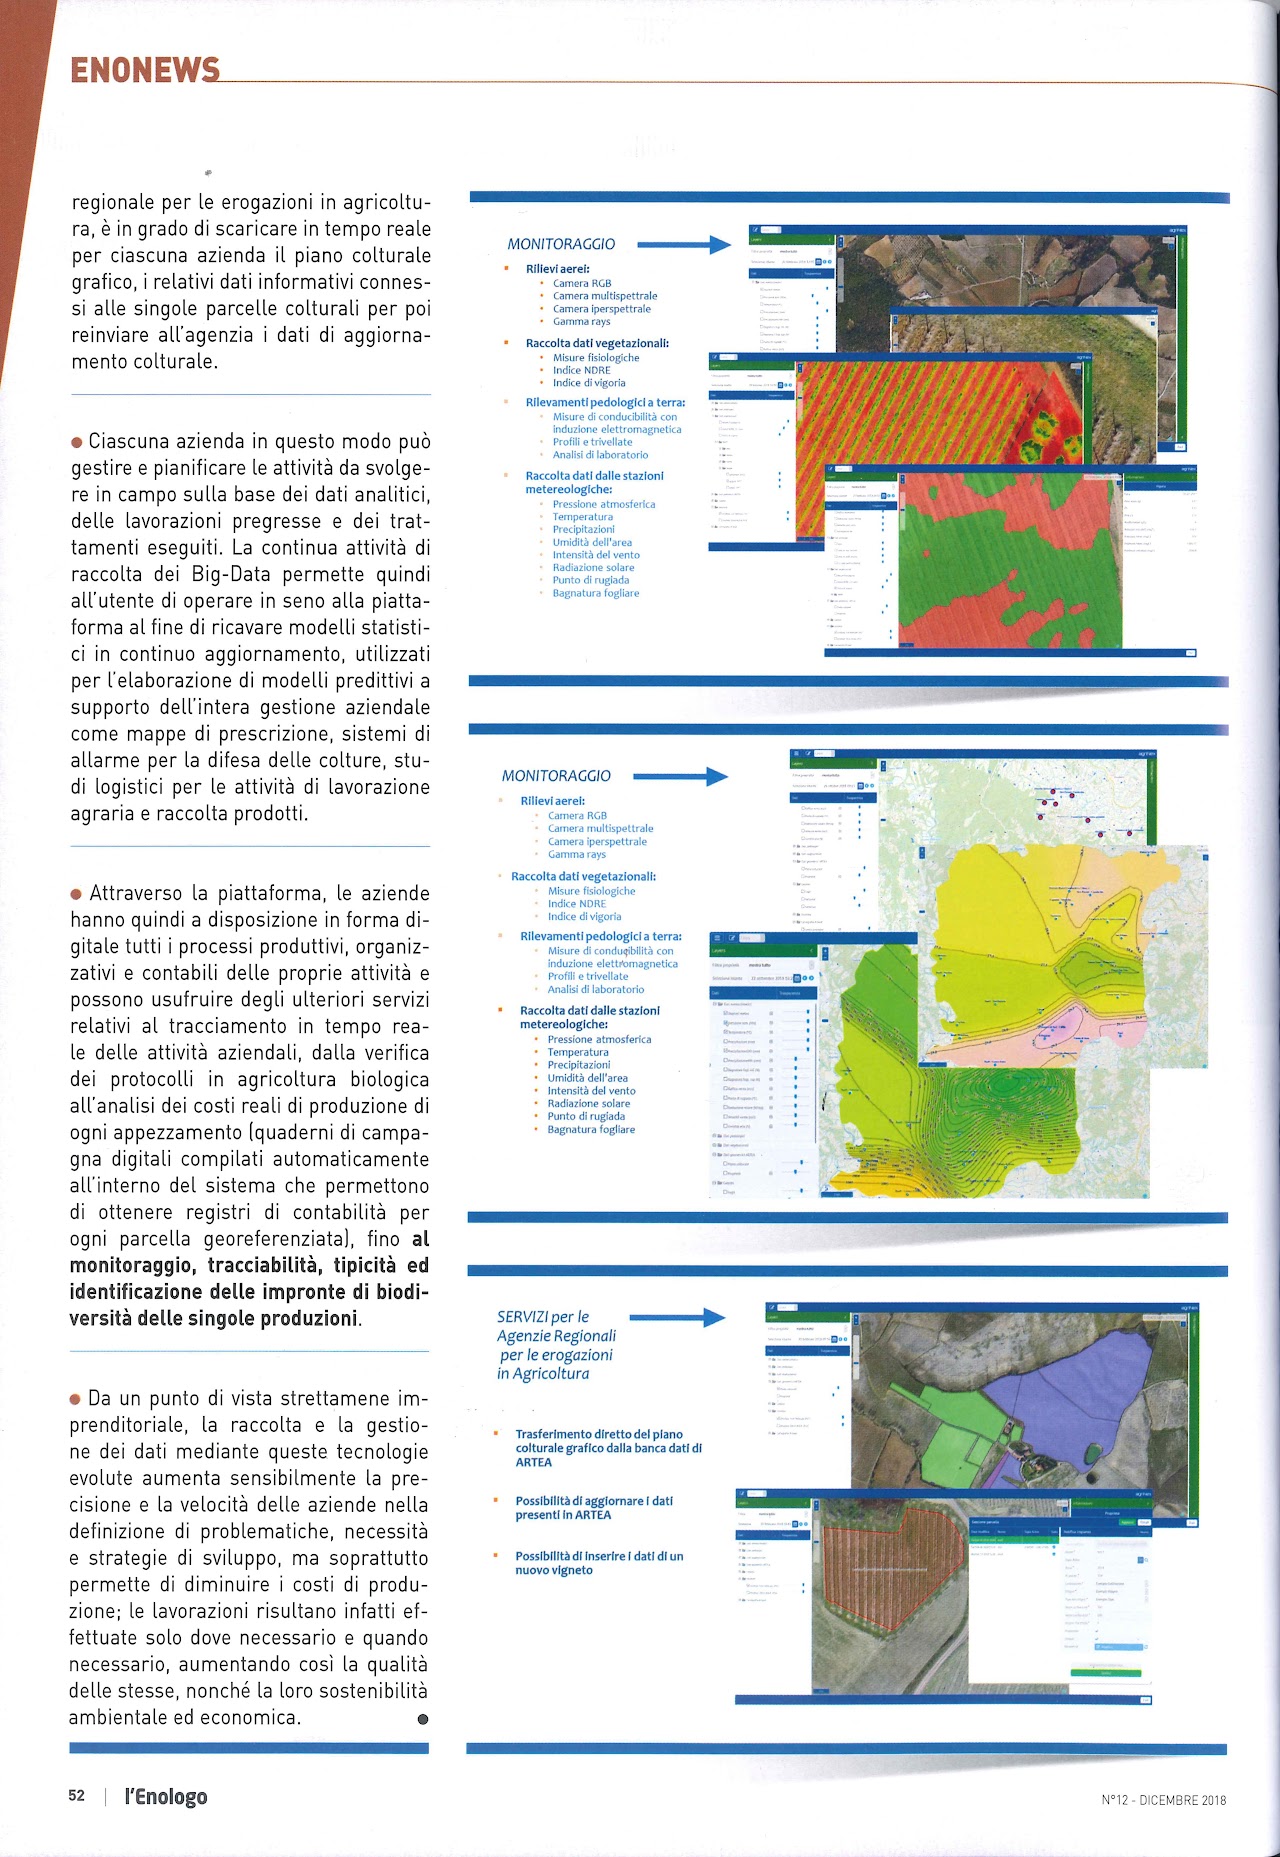 ENONEWS
regionale per le erogazioni in agricoltu-
ra, è in grado di scaricare in tempo reale
per ciascuna azienda il piano colturale
grafico, i relativi dati informativi connes-
si alle singole parcelle colturali per poi
reinviare all'agenzia i dati di aggiorna-
mento colturale.
● Ciascuna azienda in questo modo può
gestire e pianificare le attività da svolge-
re in campo sulla base dei dati analitici,
delle lavorazioni pregresse e dei trat-
tamenti eseguiti. La continua attività di
raccolta dei Big-Data permette quindi
all'utente di operare in seno alla piatta-
forma al fine di ricavare modelli statisti-
ci in continuo aggiornamento, utilizzati
per l'elaborazione di modelli predittivi a
supporto dell'intera gestione aziendale
come mappe di prescrizione, sistemi di
allarme per la difesa delle colture, stu-
di logistici per le attività di lavorazione
agraria e raccolta prodotti.
● Attraverso la piattaforma, le aziende
hanno quindi a disposizione in forma di-
gitale tutti i processi produttivi, organiz-
zativi e contabili delle proprie attività e
possono usufruire degli ulteriori servizi
relativi al tracciamento in tempo rea-
le delle attività aziendali, dalla verifica
dei protocolli in agricoltura biologica
all'analisi dei costi reali di produzione di
ogni appezzamento (quaderni di campa-
gna digitali compilati automaticamente
all'interno del sistema che permettono
di ottenere registri di contabilità per
ogni parcella georeferenziata), fino al
monitoraggio, tracciabilità, tipicità ed
identificazione delle impronte di biodi-
versità delle singole produzioni.
● Da un punto di vista strettamene im-
prenditoriale, la raccolta e la gestio-
ne dei dati mediante queste tecnologie
evolute aumenta sensibilmente la pre-
cisione e la velocità delle aziende nella
definizione di problematiche, necessità
e strategie di sviluppo, ma soprattutto
permette di diminuire i costi di produ-
zione; le lavorazioni risultano infatti ef-
fettuate solo dove necessario e quando
necessario, aumentando così la qualità
delle stesse, nonché la loro sostenibilità
ambientale ed economica. ●
MONITORAGGIO
Rilievi aerei:
Camera RGB
Camera multispettrale
Camera iperspettrale
Gamma rays
Raccolta dati vegetazionali:
Misure fisiologiche
Indice NDRE
Indice di vigoria
Rilevamenti pedologici a terra:
Misure di conducibilità con
induzione elettromagnetica
Profili e trivellate
Analisi di laboratorio
Raccolta dati dalle stazioni
metereologiche:
Pressione atmosferica
Temperatura
Precipitazioni
Umidità dell'area
Intensità del vento
Radiazione solare
Punto di rugiada
Bagnatura fogliare
MONITORAGGIO
Rilievi aerei:
Camera RGB
Camera multispettrale
Camera iperspettrale
Gamma rays
Raccolta dati vegetazionali:
Misure fisiologiche
Indice NDRE
Indice di vigoria
Rilevamenti pedologici a terra:
Misure di conducibilità con
induzione elettromagnetica
Profili e trivellate
Analisi di laboratorio
Raccolta dati dalle stazioni
metereologiche:
Pressione atmosferica
Temperatura
Precipitazioni
Umidità dell'area
Intensità del vento
Radiazione solare
Punto di rugiada
Bagnatura fogliare
SERVIZI per le
Agenzie Regionali
per le erogazioni
in Agricoltura
Trasferimento diretto del piano
colturale grafico dalla banca dati di
ARTEA
Possibilità di aggiornare i dati
presenti in ARTEA
Possibilità di inserire i dati di un
nuovo vigneto
52 | l'Enologo
N°12 - DICEMBRE 2018